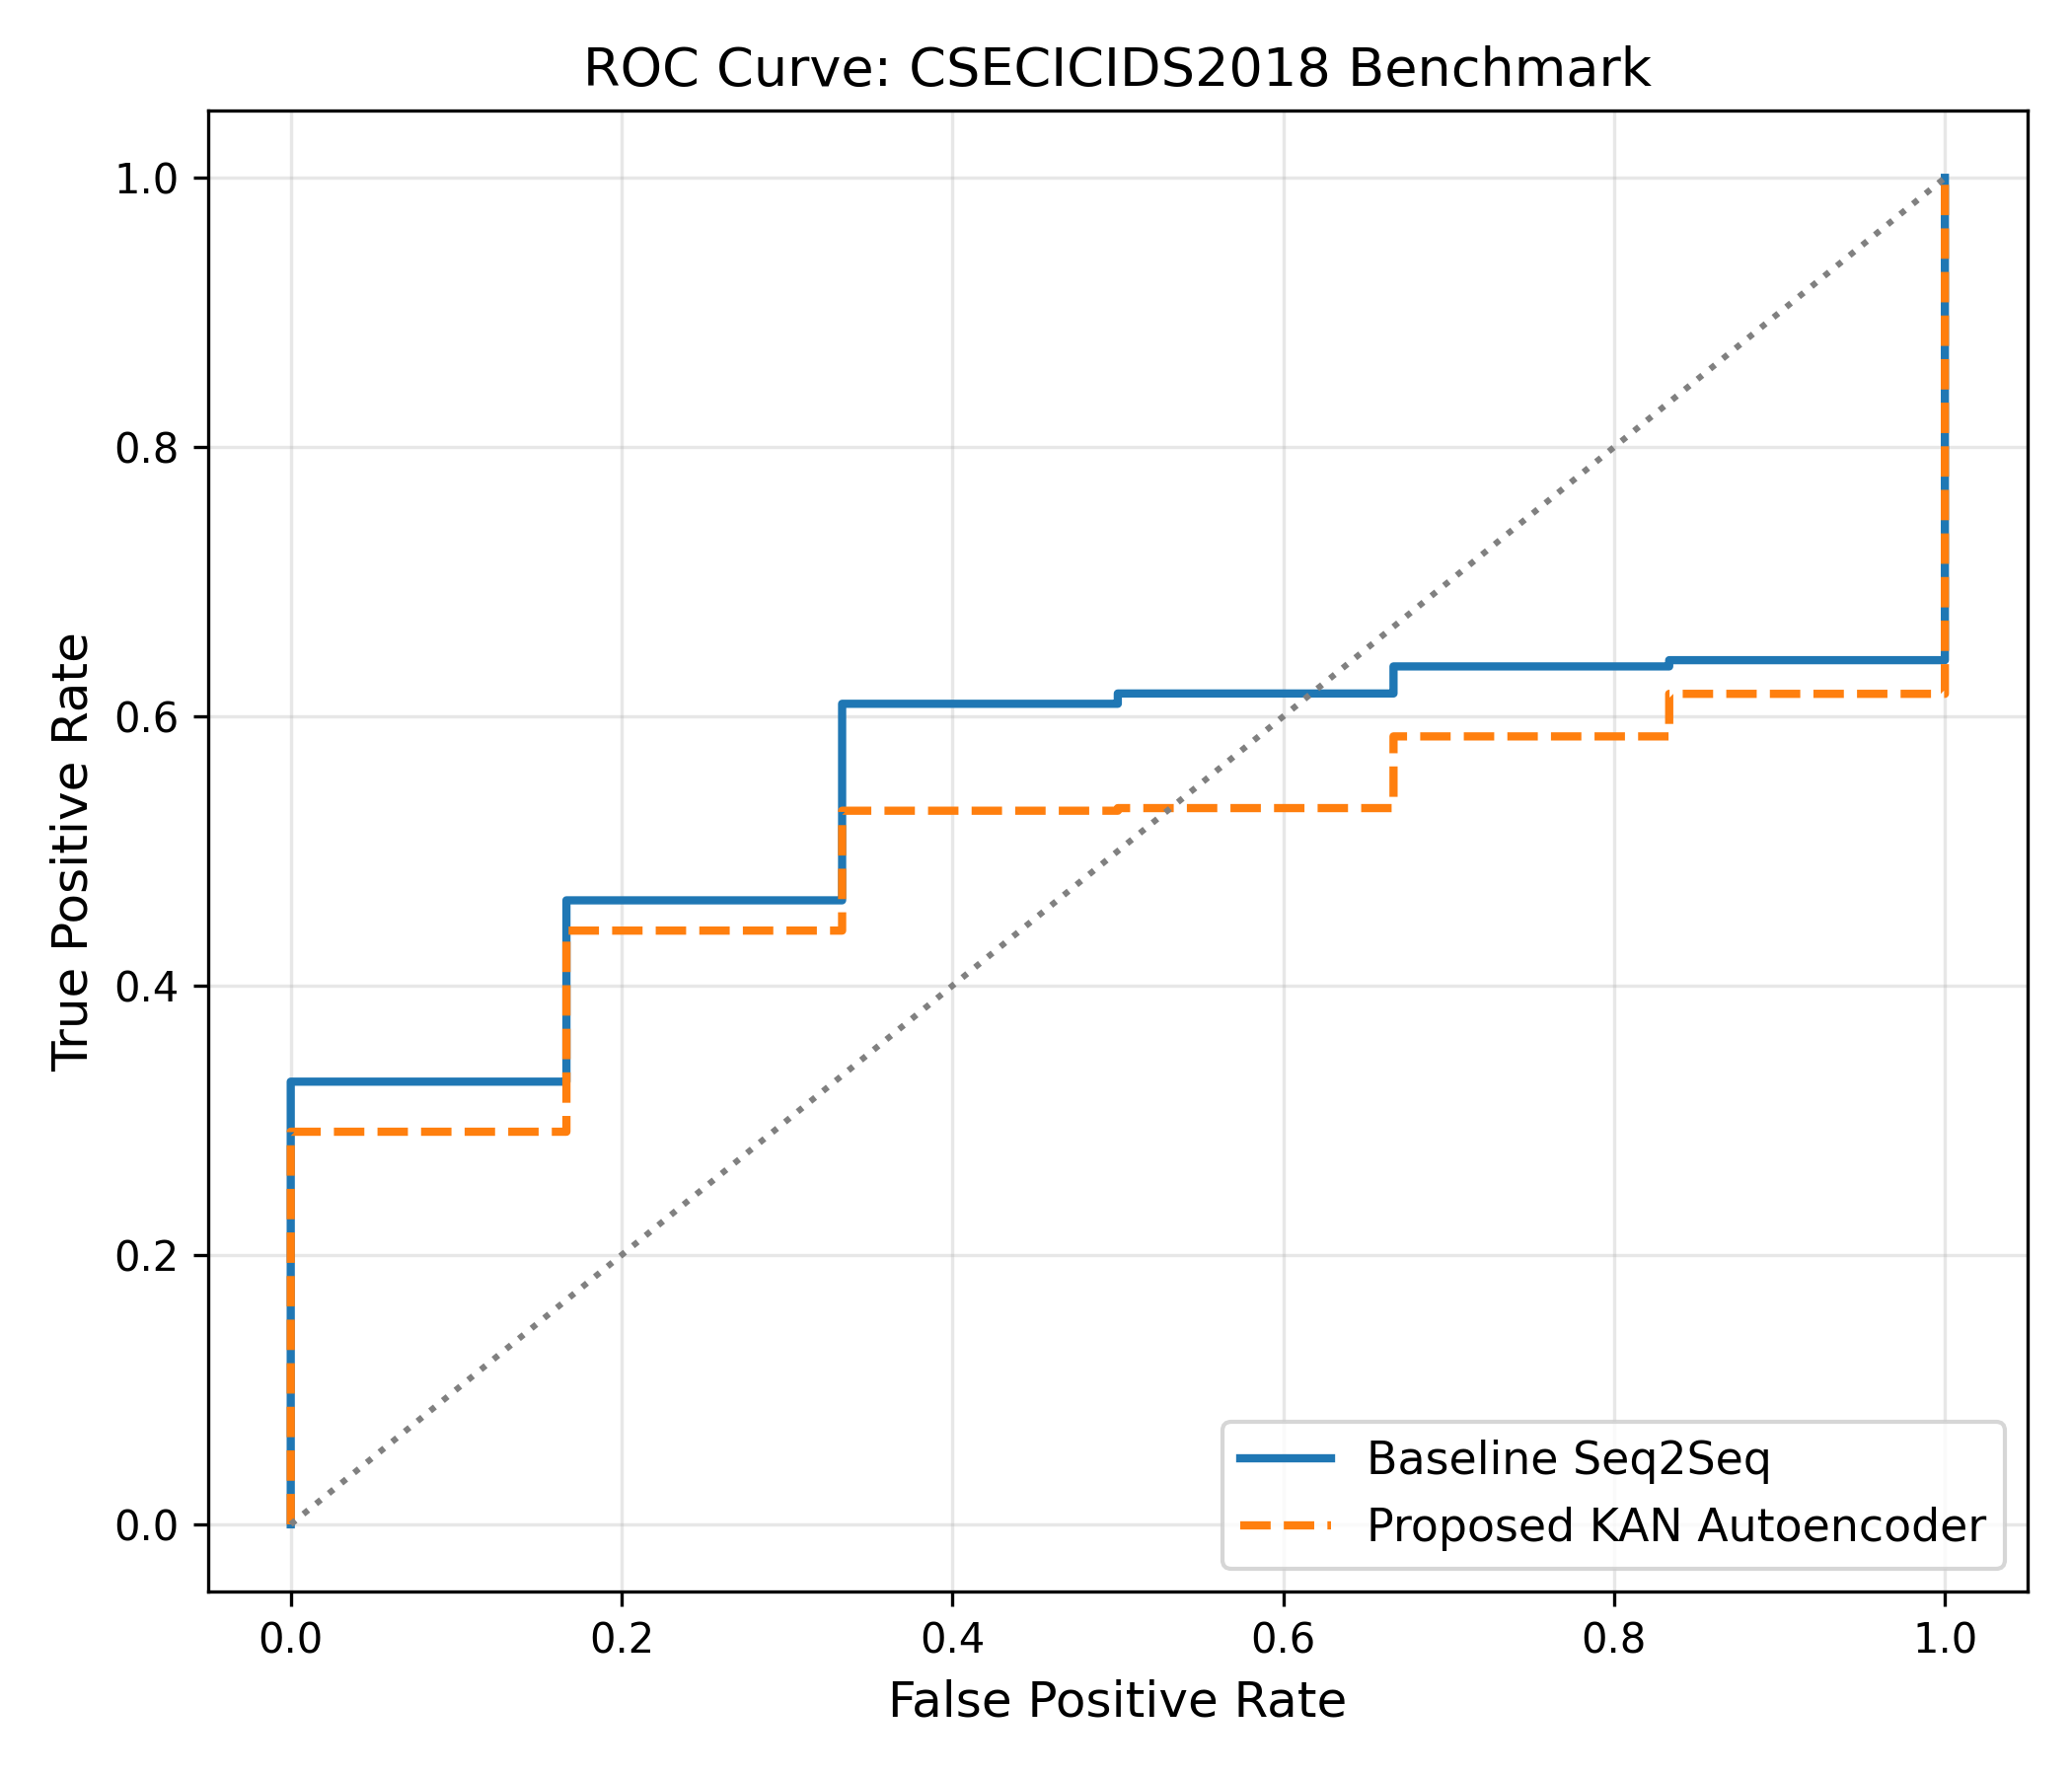 ROC Curve: CSECICIDS2018 Benchmark
True Positive Rate
1.0
0.8
0.6
0.4
0.2
0.0
Baseline Seq2Seq
Proposed KAN Autoencoder
0.0 0.2 0.4 0.6 0.8 1.0
False Positive Rate